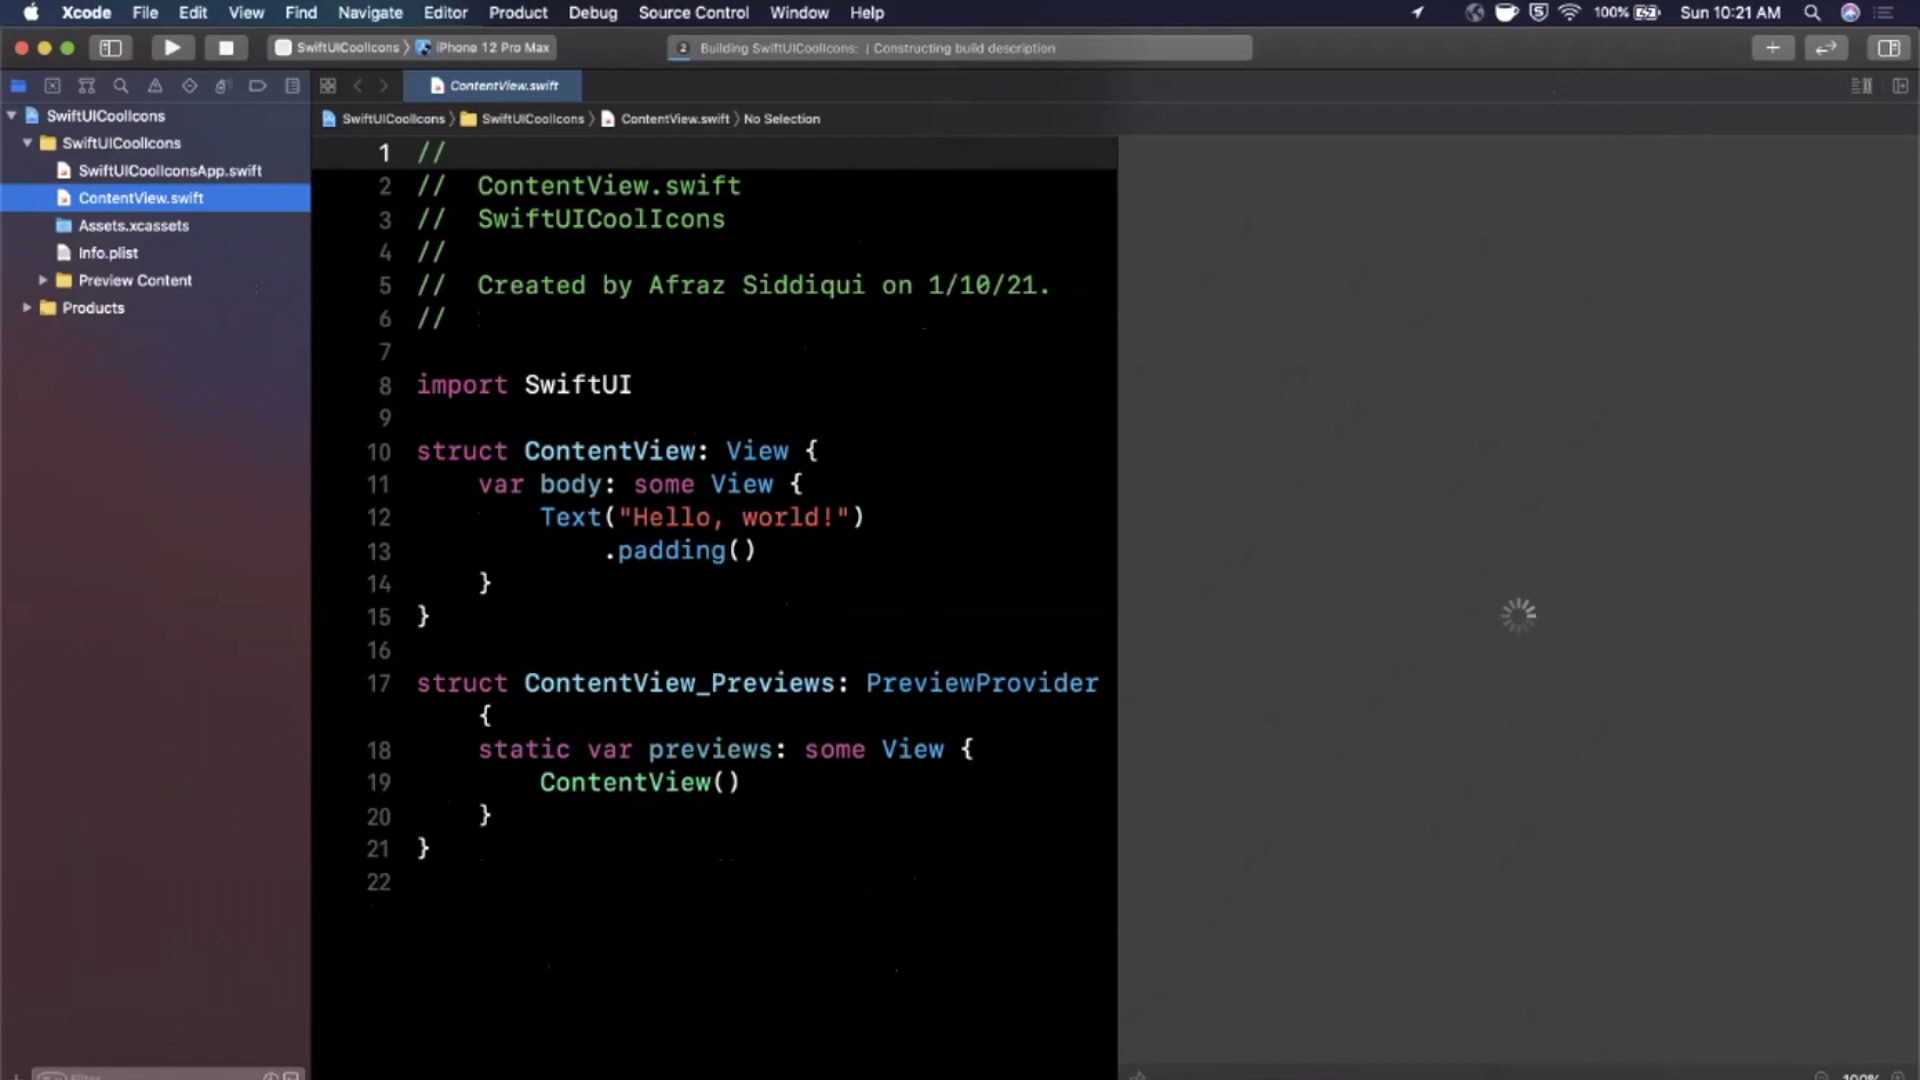 Xcode File Edit View Find Navigate Editor Product Debug Source Control Window Help 100% Sun 10:21 AM
SwiftUICoolIcons iPhone 12 Pro Max 2 Building SwiftUICoolIcons: | Constructing build description
ContentView.swift
SwiftUICoolIcons SwiftUICoolIcons ContentView.swift No Selection
SwiftUICoolIcons
SwiftUICoolIcons
SwiftUICoolIconsApp.swift
ContentView.swift
Assets.xcassets
Info.plist
Preview Content
Products
1 //
2 // ContentView.swift
3 // SwiftUICoolIcons
4 //
5 // Created by Afraz Siddiqui on 1/10/21.
6 //
7
8 import SwiftUI
9
10 struct ContentView: View {
11 var body: some View {
12 Text("Hello, world!")
13 .padding()
14 }
15 }
16
17 struct ContentView_Previews: PreviewProvider
{
18 static var previews: some View {
19 ContentView()
20 }
21 }
22
Filter
100%